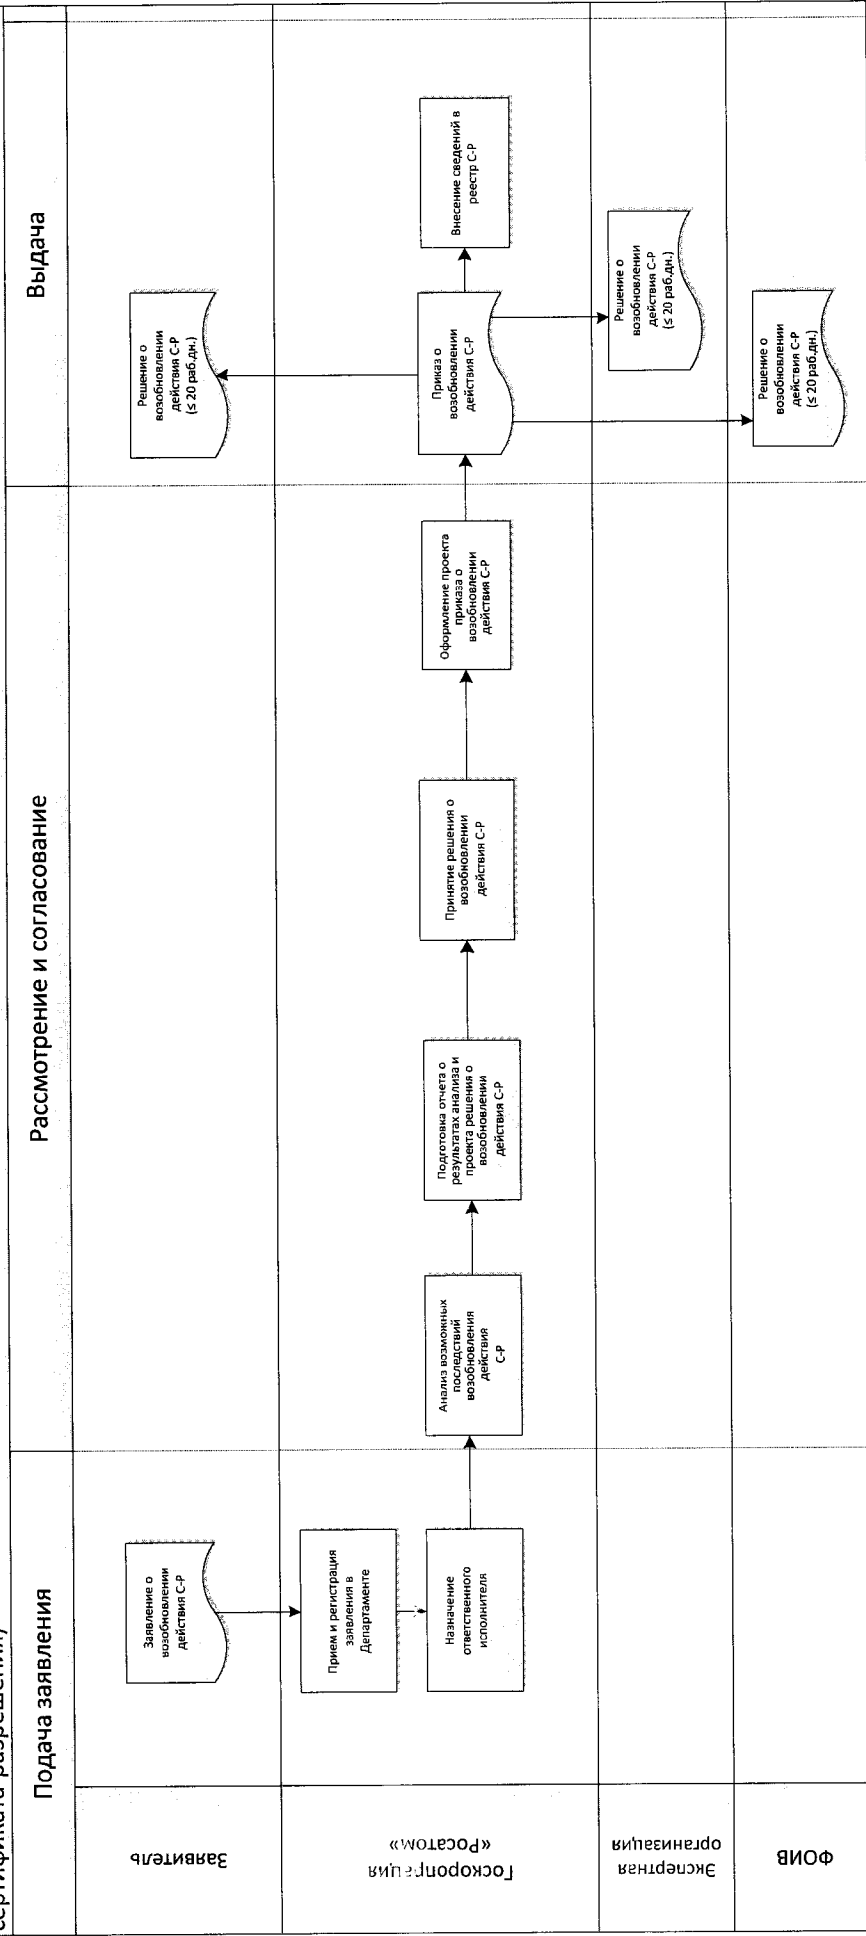 сертификата-разрешения)
Подача заявления
Рассмотрение и согласование
Выдача
Заявитель
Заявление о
возобновлении
действия С-Р
Решение о
возобновлении
действия С-Р
(≤ 20 раб.дн.)
Госкоропрация
«Росатом»
Прием и регистрация
заявления в
Департаменте
Назначение
ответственного
исполнителя
Анализ возможных
последствий
возобновления
действия
С-Р
Подготовка отчета о
результатах анализа и
проекта решения о
возобновлении
действия С-Р
Принятие решения о
возобновлении
действия С-Р
Оформление проекта
приказа о
возобновлении
действия С-Р
Приказ о
возобновлении
действия С-Р
Внесение сведений в
реестр С-Р
Экспертная
организация
Решение о
возобновлении
действия С-Р
(≤ 20 раб.дн.)
ФОИВ
Решение о
возобновлении
действия С-Р
(≤ 20 раб.дн.)